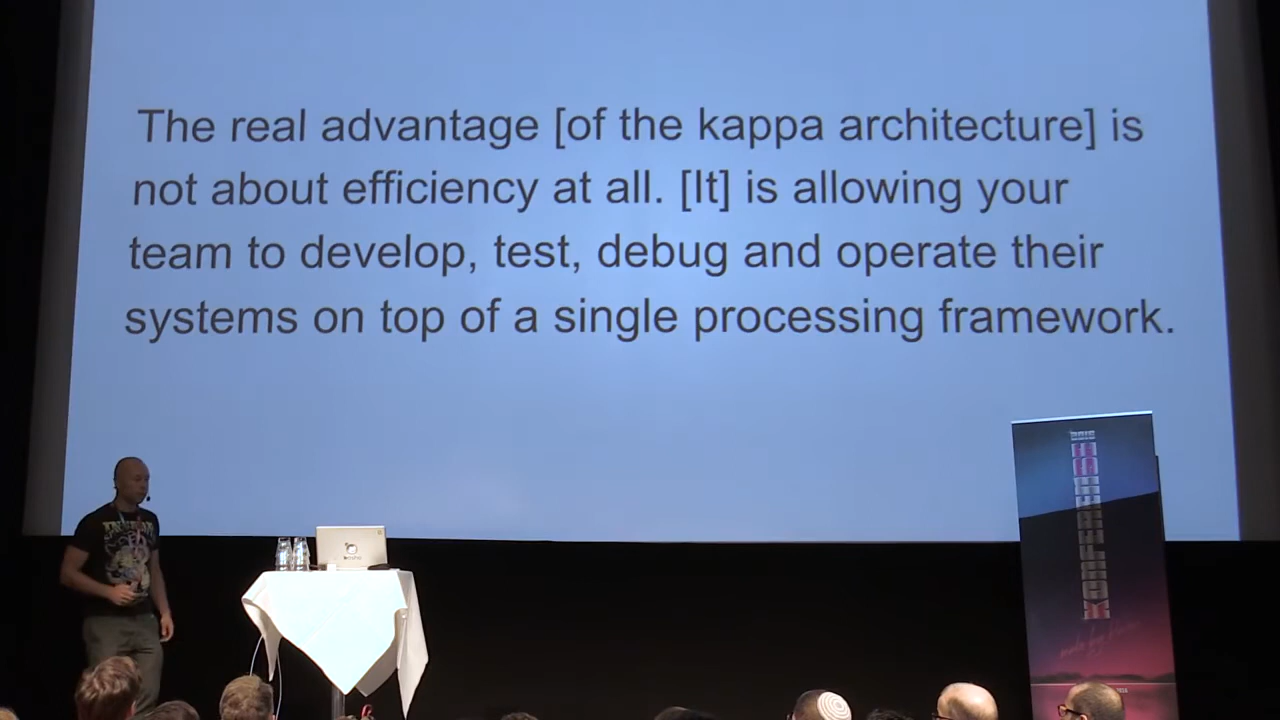 The real advantage [of the kappa architecture] is
not about efficiency at all. [It] is allowing your
team to develop, test, debug and operate their
systems on top of a single processing framework.